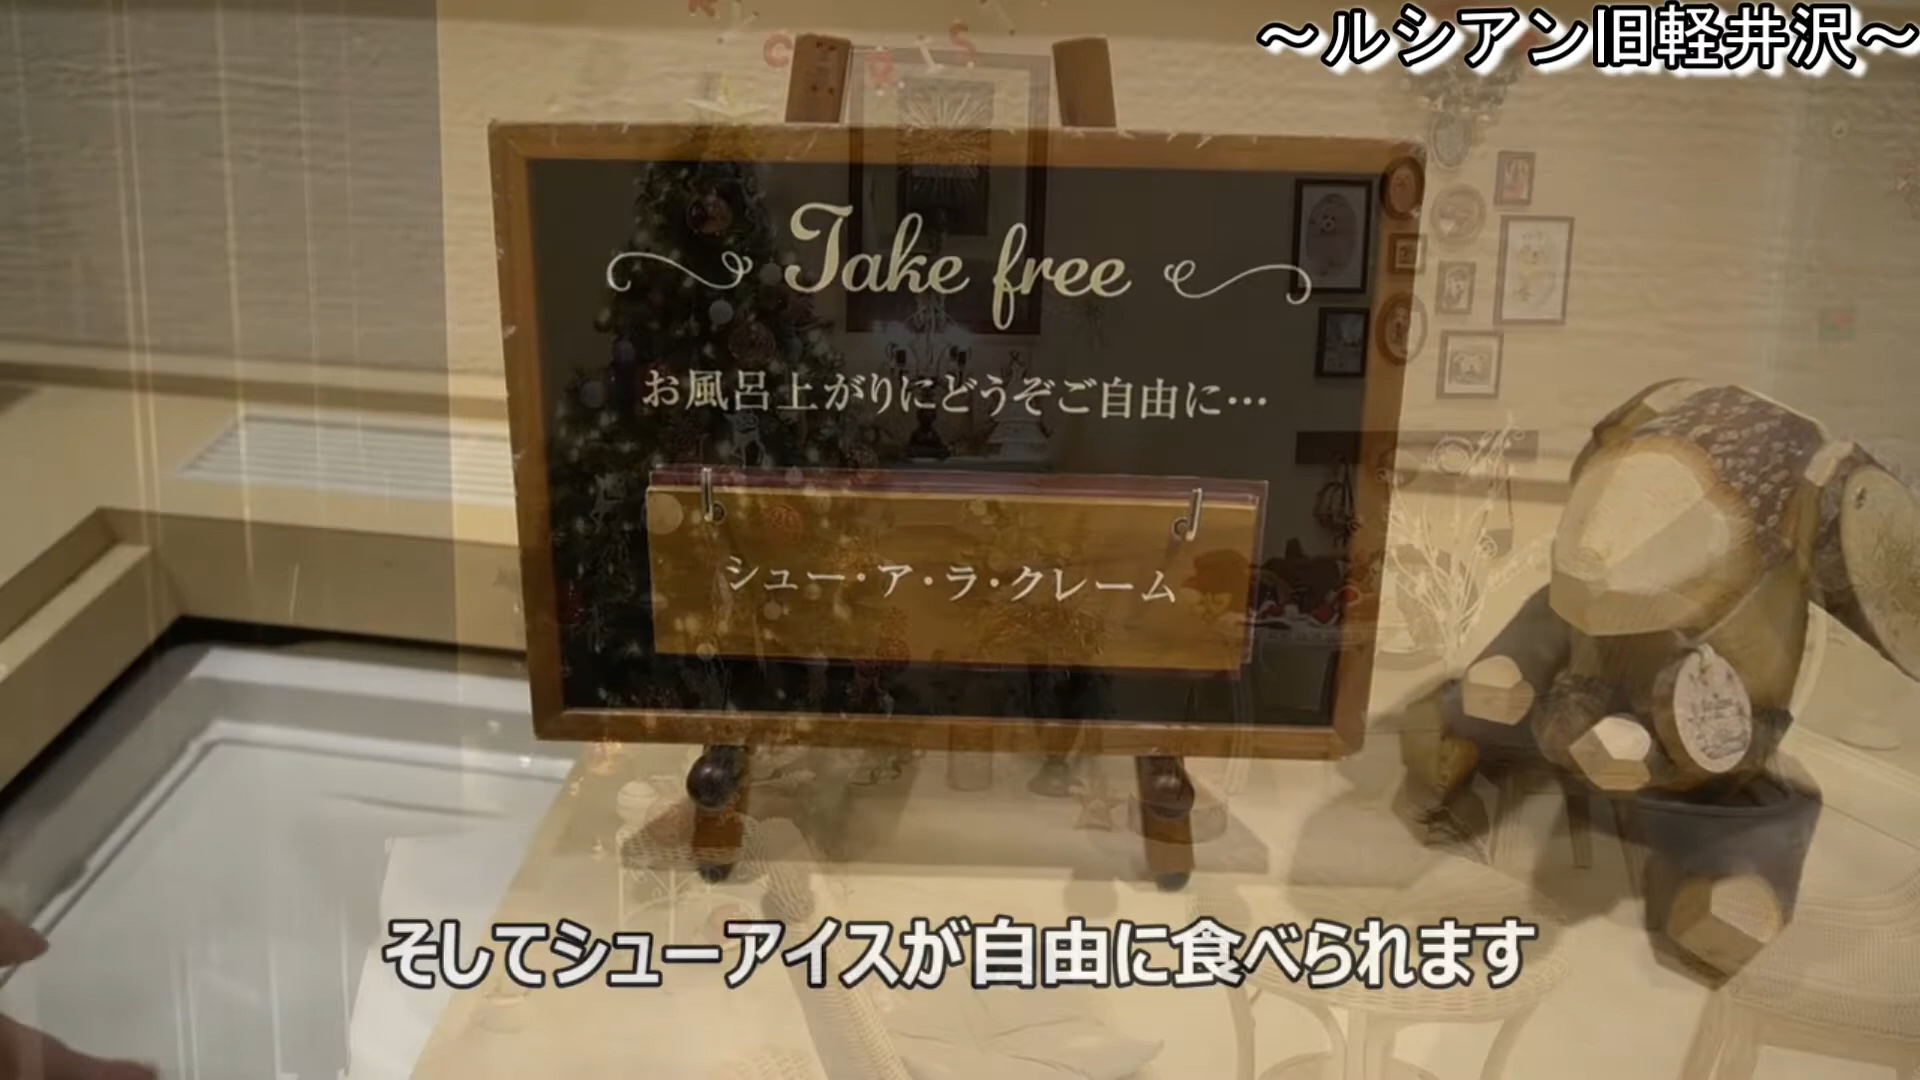 ～ルシアン旧軽井沢～
Take free
お風呂上がりにどうぞご自由に…
シュー・ア・ラ・クレーム
そしてシューアイスが自由に食べられます